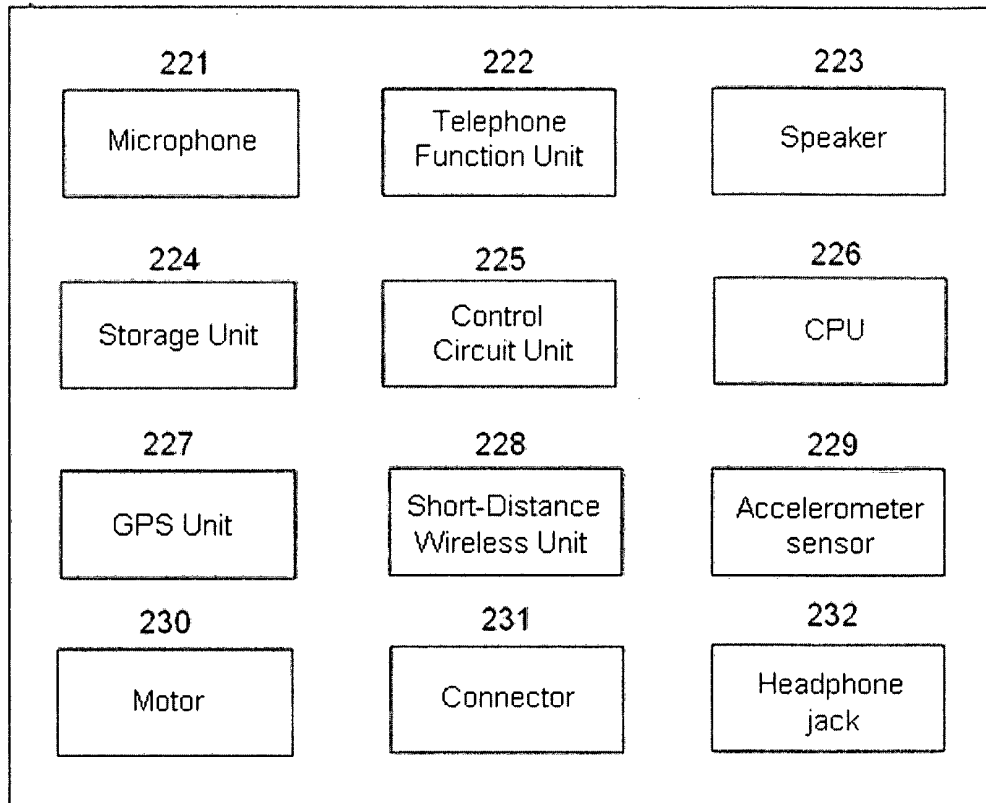 221 222 223
Microphone
Telephone
Function Unit
Speaker
224 225 226
Storage Unit
Control
Circuit Unit
CPU
227 228 229
GPS Unit
Short-Distance
Wireless Unit
Accelerometer
sensor
230 231 232
Motor
Connector
Headphone
jack